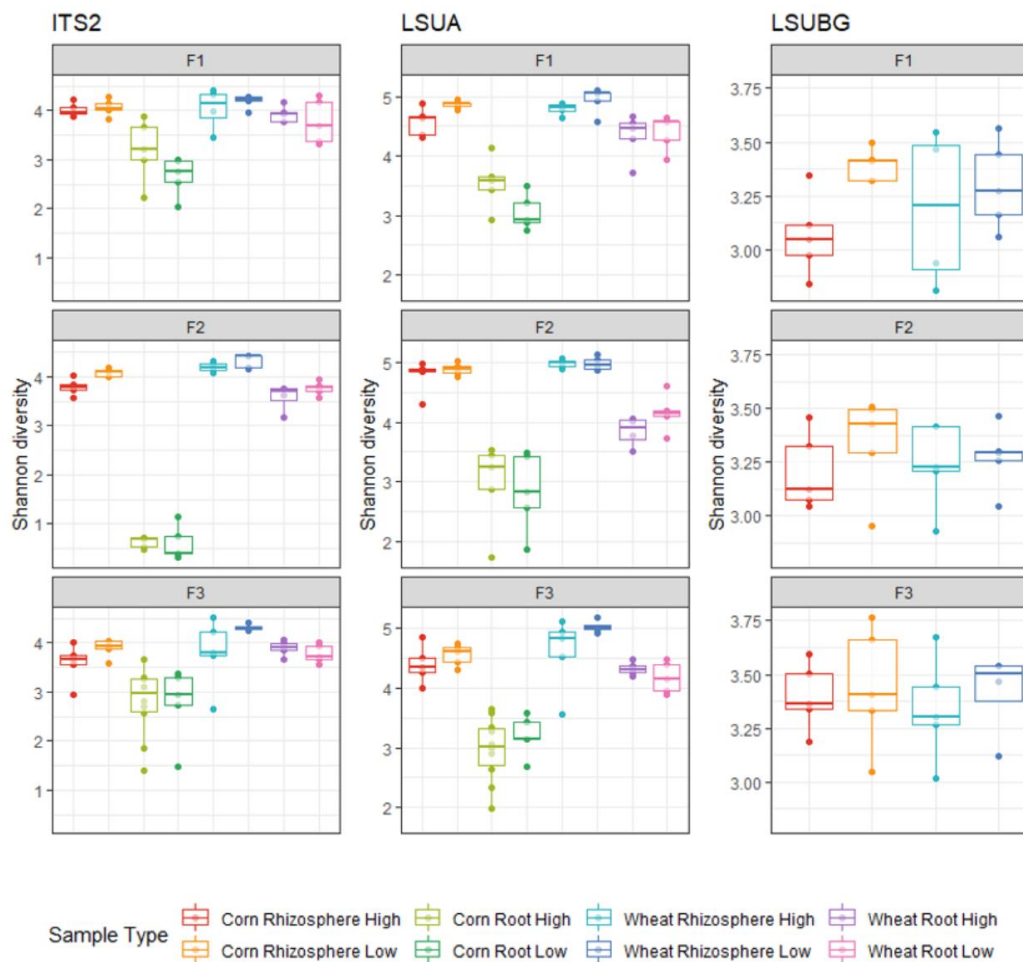 ITS2
LSUA
LSUBG
F1
F1
F1
4
3
2
1
5
4
3
2
3.75
3.50
3.25
3.00
F2
F2
F2
Shannon diversity
4
3
2
1
Shannon diversity
5
4
3
2
Shannon diversity
3.75
3.50
3.25
3.00
F3
F3
F3
4
3
2
1
5
4
3
2
3.75
3.50
3.25
3.00
Sample Type
Corn Rhizosphere High
Corn Root High
Wheat Rhizosphere High
Wheat Root High
Corn Rhizosphere Low
Corn Root Low
Wheat Rhizosphere Low
Wheat Root Low